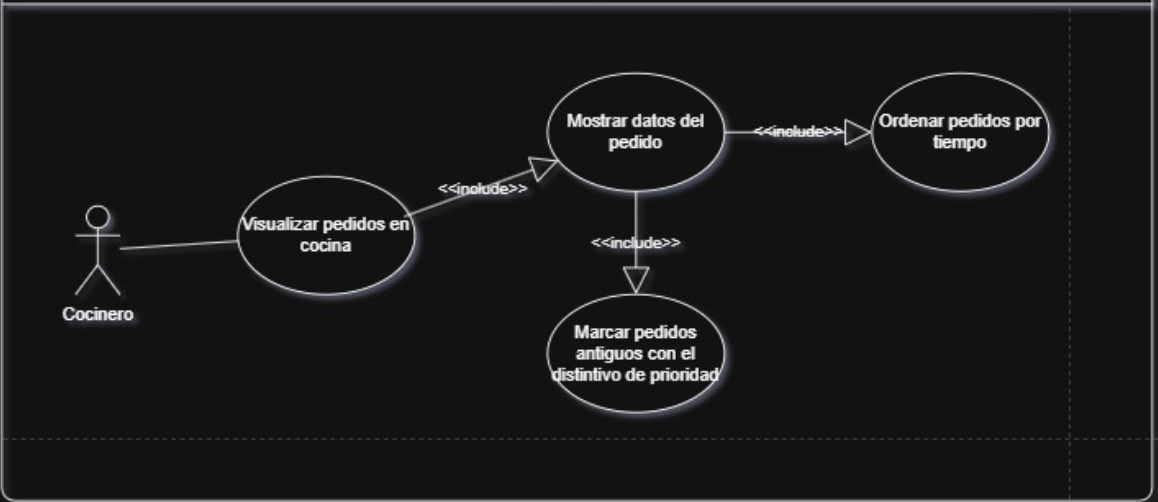 Mostrar datos del
pedido
<<include>>
Ordenar pedidos por
tiempo
<<include>>
Visualizar pedidos en
cocina
<<include>>
Cocinero
Marcar pedidos
antiguos con el
distintivo de prioridad